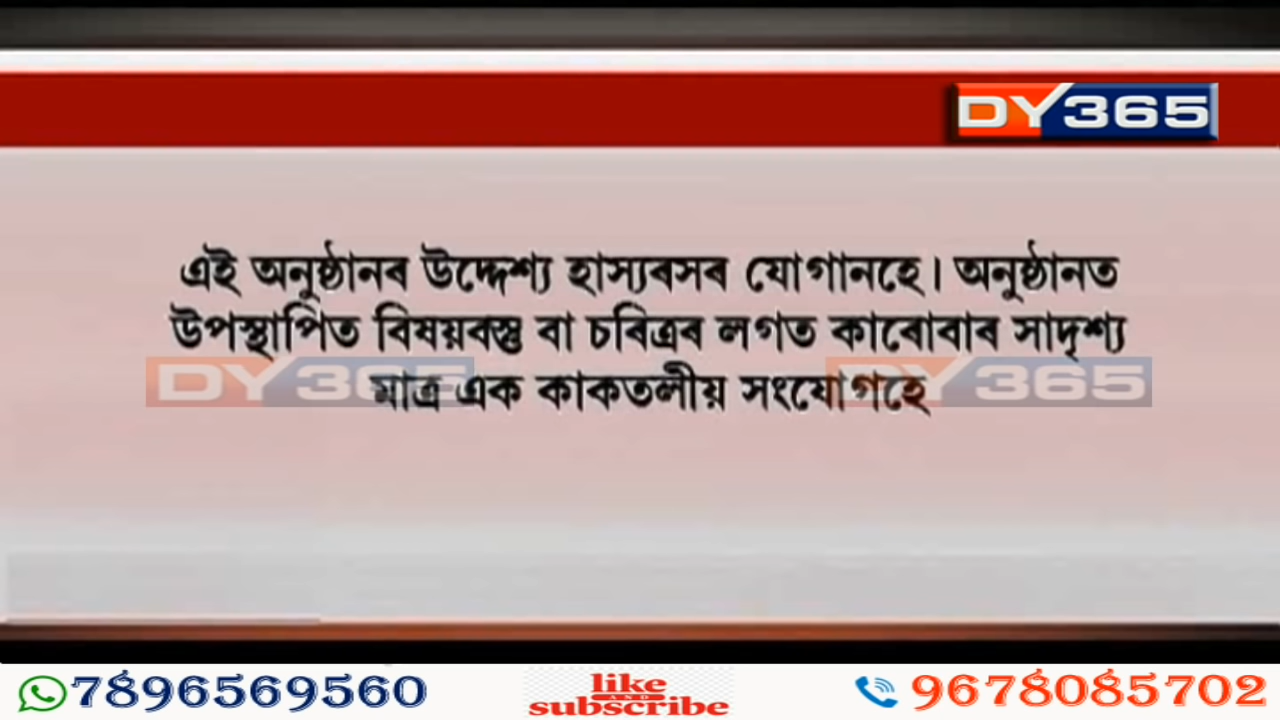 DY365
এই অনুষ্ঠানৰ উদ্দেশ্য হাস্যৰসৰ যোগানহে। অনুষ্ঠানত
উপস্থাপিত বিষয়বস্তু বা চৰিত্ৰৰ লগত কাৰোবাৰ সাদৃশ্য
DY365 DY365
মাত্ৰ এক কাকতলীয় সংযোগহে
7896569560 like AND subscribe 9678085702